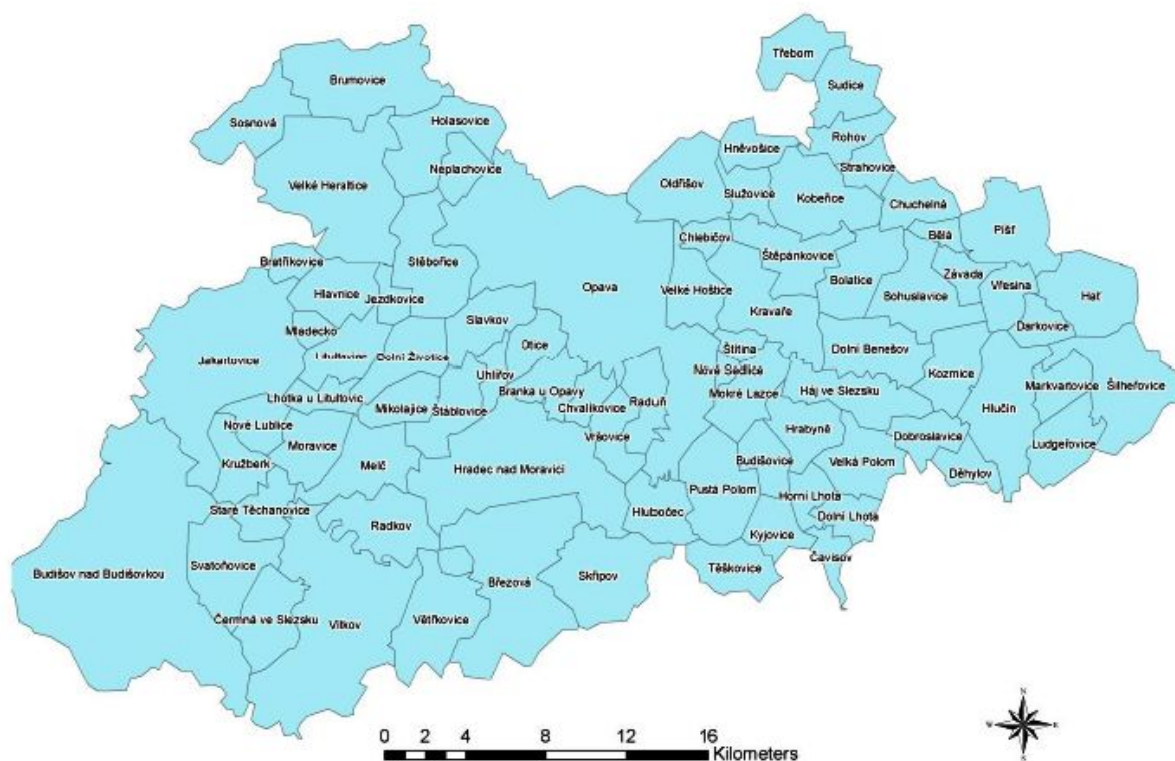 Třebom
Brumovice
Sudice
Sosnová
Holasovice
Rohov
Hněvošice
Neplachovice
Strahovice
Velké Heraltice
Oldřišov
Služovice
Kobeřice
Chuchelná
Píšť
Bělá
Chlebičov
Štěpánkovice
Bratříkovice
Stěbořice
Závada
Bolatice
Vřesina
Opava
Velké Hoštice
Hlavnice
Jezdkovice
Bohuslavice
Hať
Kravaře
Slavkov
Mladecko
Darkovice
Otice
Štítina
Dolní Benešov
Jakartovice
Litultovice
Dolní Životice
Nové Sedlice
Uhlířov
Kozmice
Markvartovice
Šilheřovice
Branka u Opavy
Mokré Lazce
Háj ve Slezsku
Lhotka u Litultovic
Raduň
Mikolajice
Štáblovice
Chvalíkovice
Hlučín
Nové Lublice
Hrabyně
Vršovice
Dobroslavice
Ludgeřovice
Moravice
Kružberk
Melč
Hradec nad Moravicí
Budišovice
Velká Polom
Děhylov
Pustá Polom
Horní Lhota
Staré Těchanovice
Hlubočec
Dolní Lhota
Radkov
Kyjovice
Čavisov
Svatoňovice
Těškovice
Budišov nad Budišovkou
Březová
Skřipov
Čermná ve Slezsku
Vítkov
Větřkovice
N
W
E
S
0 2 4 8 12 16
Kilometers